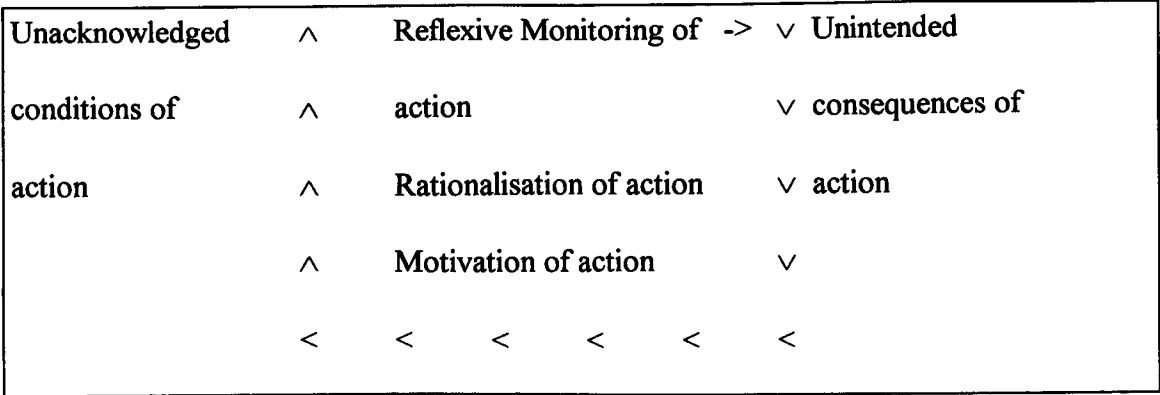 Unacknowledged ∧ Reflexive Monitoring of -> ∨ Unintended
conditions of ∧ action ∨ consequences of
action ∧ Rationalisation of action ∨ action
∧ Motivation of action ∨
< < < < < <